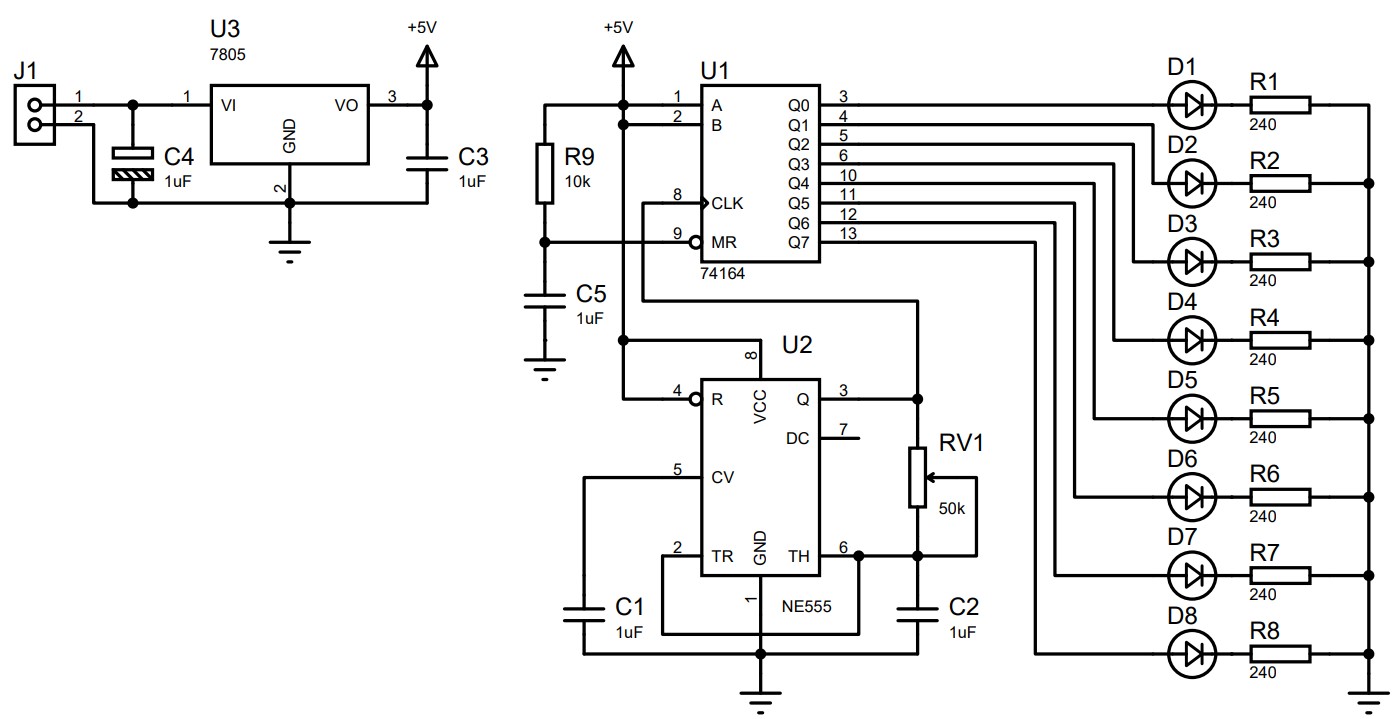 J1
1
2
C4
1uF
U3
7805
1
VI
VO
3
GND
2
+5V
C3
1uF
+5V
R9
10k
C5
1uF
U1
1
A
2
B
8
CLK
9
MR
Q0
3
Q1
4
Q2
5
Q3
6
Q4
10
Q5
11
Q6
12
Q7
13
74164
U2
8
VCC
4
R
Q
3
DC
7
5
CV
2
TR
GND
1
TH
6
NE555
RV1
50k
C1
1uF
C2
1uF
D1
R1
240
D2
R2
240
D3
R3
240
D4
R4
240
D5
R5
240
D6
R6
240
D7
R7
240
D8
R8
240